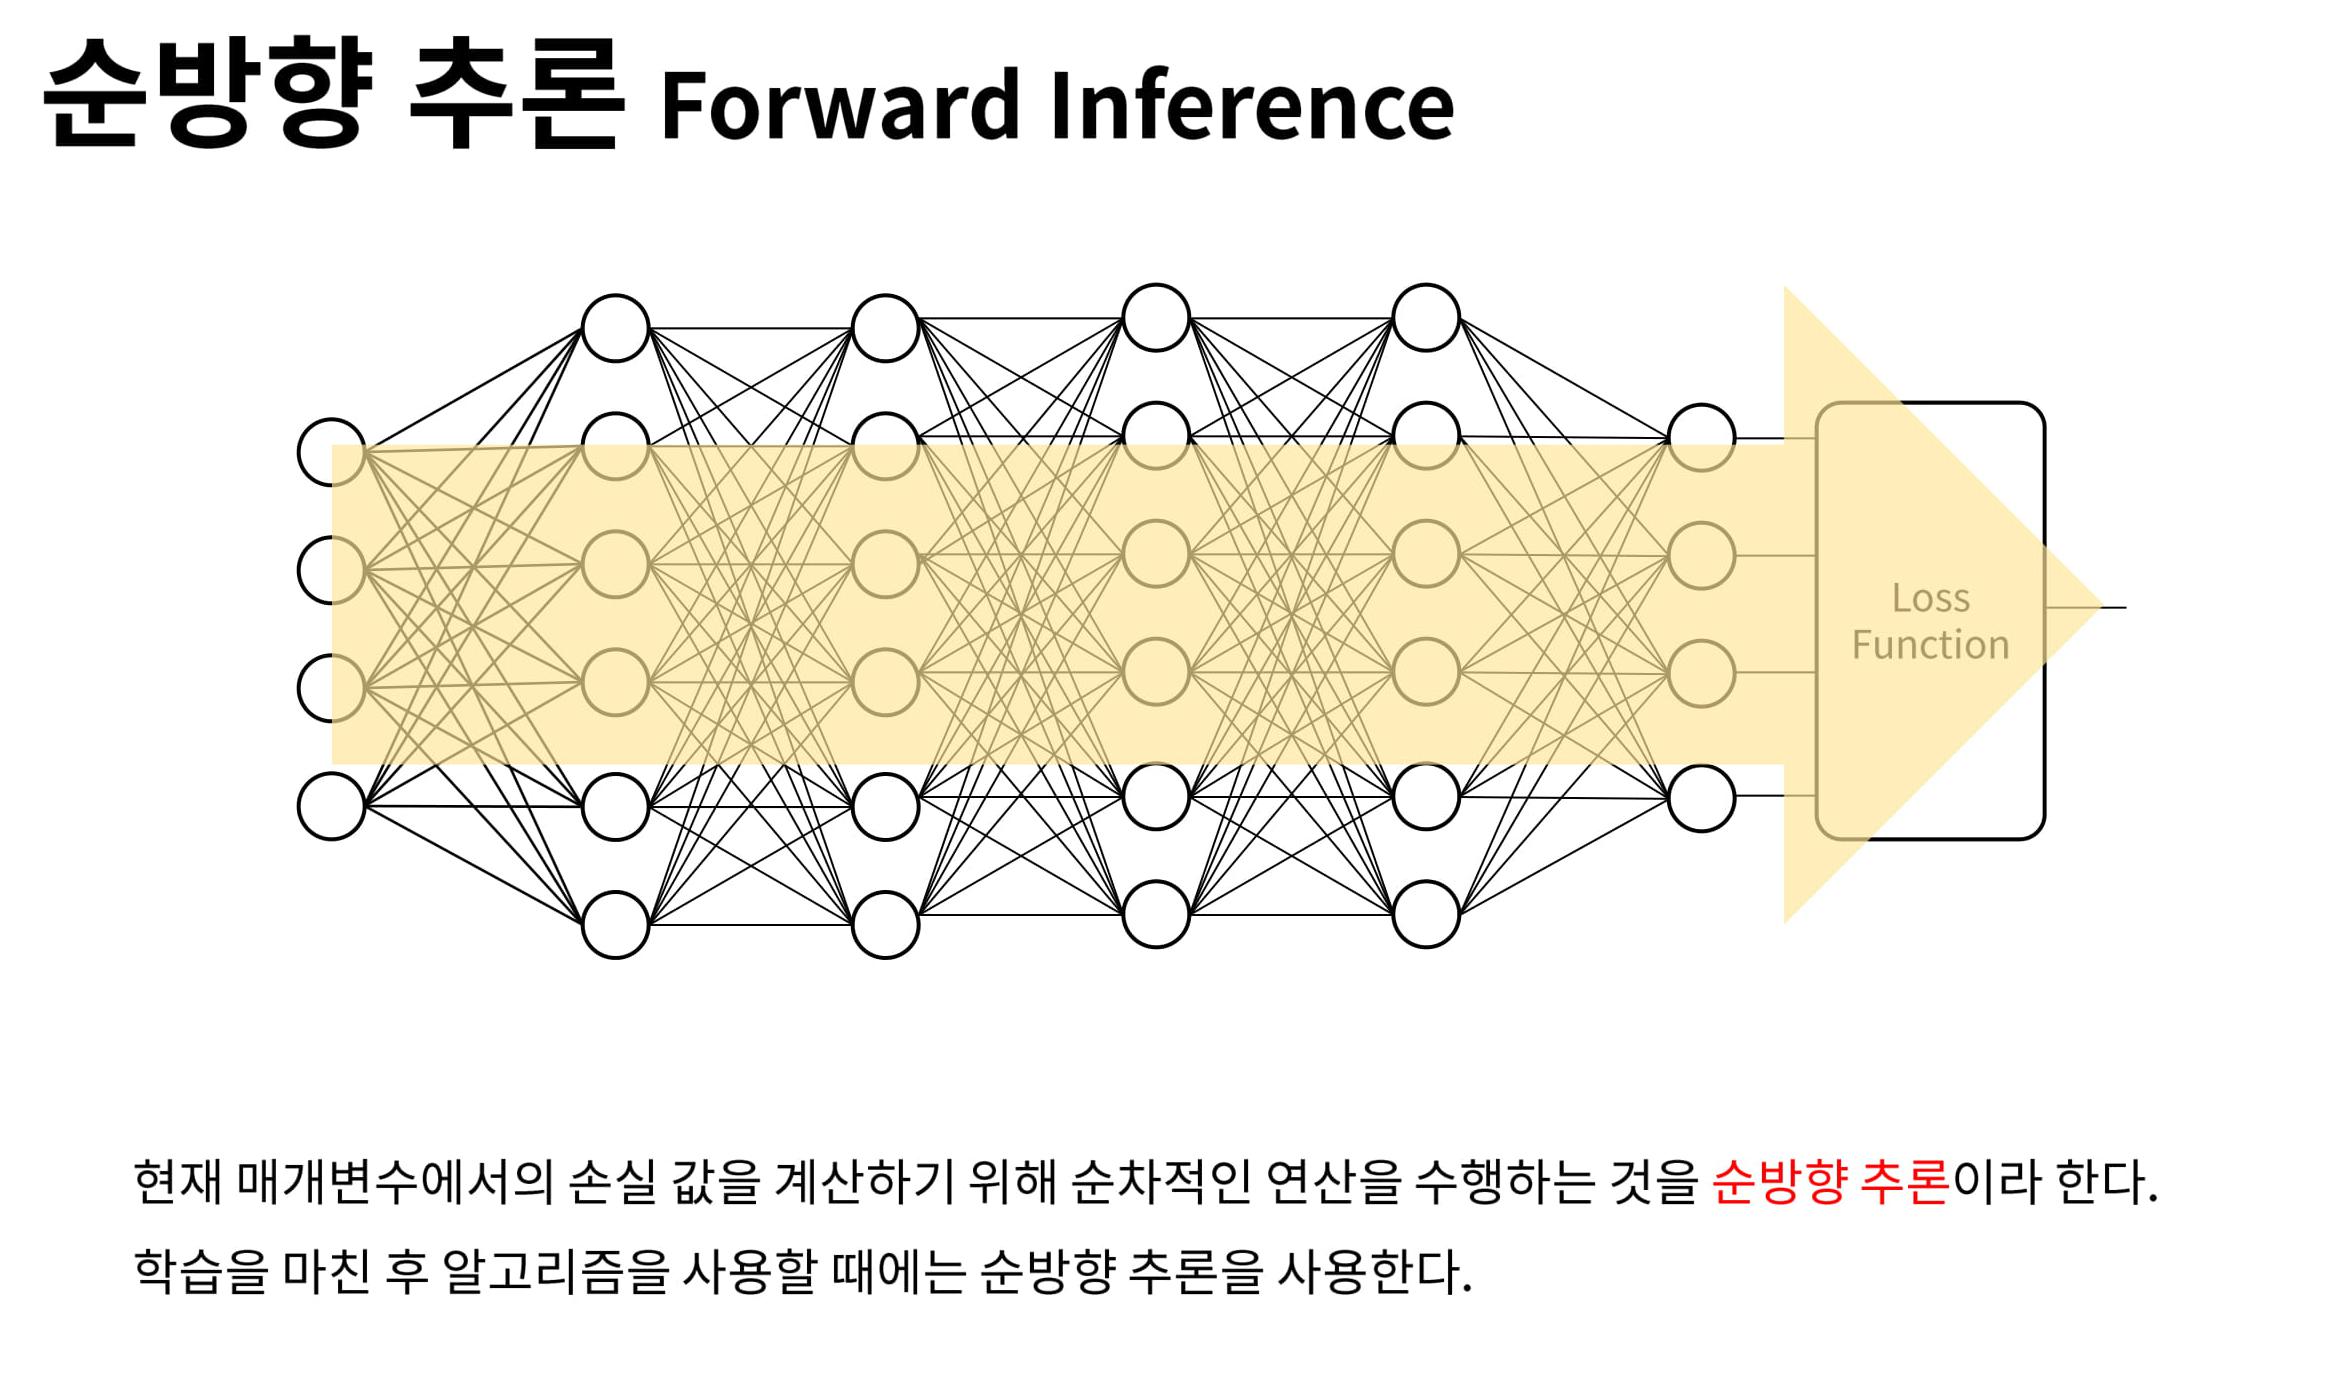 순방향 추론 Forward Inference
Loss
Function
현재 매개변수에서의 손실 값을 계산하기 위해 순차적인 연산을 수행하는 것을 순방향 추론이라 한다.
학습을 마친 후 알고리즘을 사용할 때에는 순방향 추론을 사용한다.